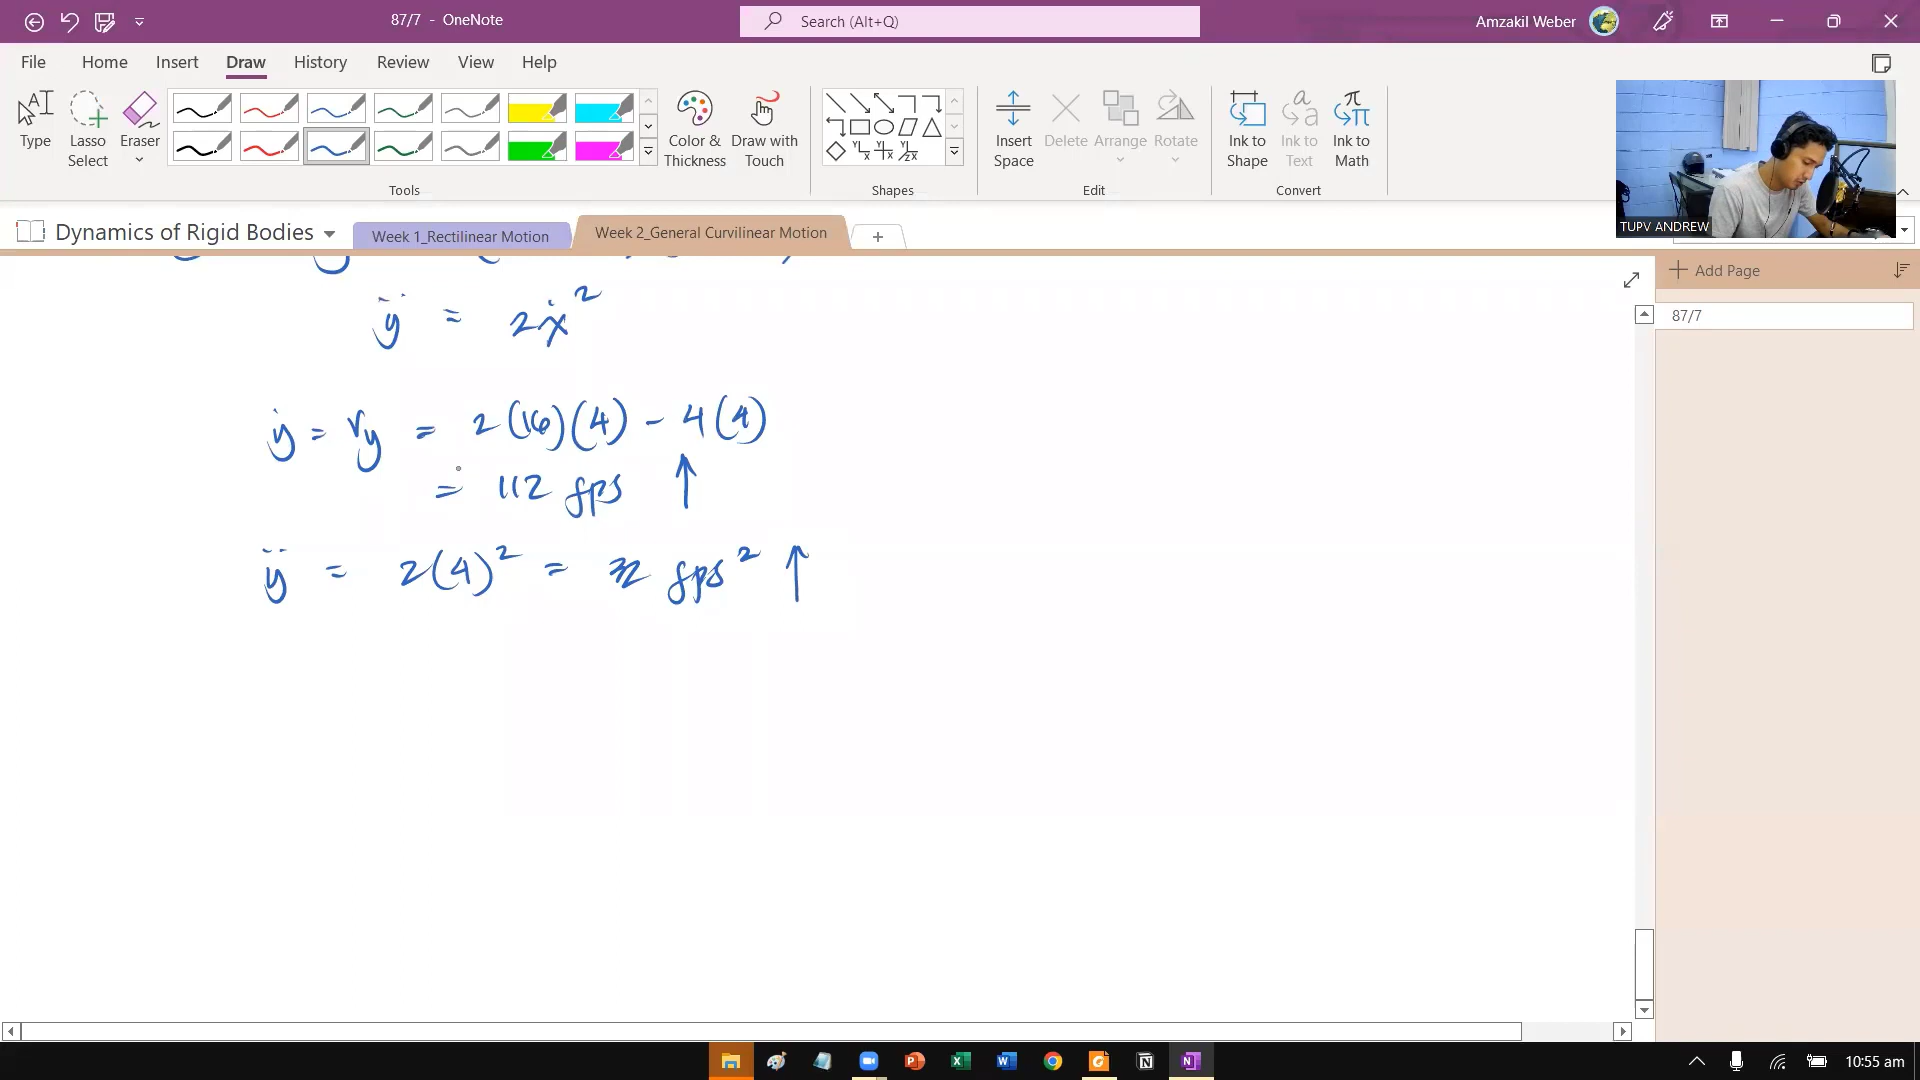 87/7 - OneNote
Search (Alt+Q)
Amzakil Weber
File Home Insert Draw History Review View Help
Type
Lasso Select
Eraser
Color & Thickness
Draw with Touch
Insert Space
Delete
Arrange
Rotate
Ink to Shape
Ink to Text
Ink to Math
Tools
Shapes
Edit
Convert
TUPV ANDREW
Dynamics of Rigid Bodies
Week 1_Rectilinear Motion
Week 2_General Curvilinear Motion
+
Add Page
87/7
ÿ = 2ẋ²
ẏ = Vy = 2(16)(4) - 4(4)
= 112 fps ↑
ÿ = 2(4)² = 32 fps² ↑
10:55 am